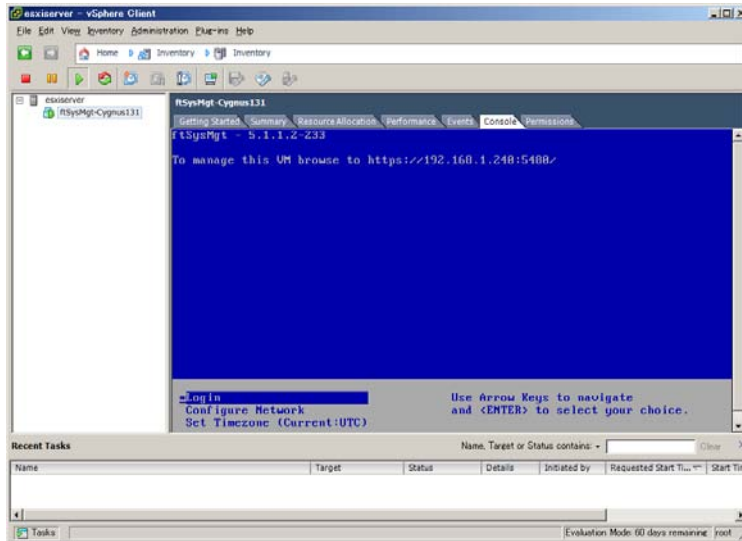 esxiserver - vSphere Client
File Edit View Inventory Administration Plug-ins Help
Home Inventory Inventory
esxiserver
ftSysMgt-Cygnus131
ftSysMgt-Cygnus131
Getting Started Summary Resource Allocation Performance Events Console Permissions
ftSysMgt - 5.1.1.2-233
To manage this VM browse to https://192.168.1.240:5480/
Login
Configure Network
Set Timezone (Current:UTC)
Use Arrow Keys to navigate
and <ENTER> to select your choice.
Recent Tasks
Name, Target or Status contains:
Clear
Name Target Status Details Initiated by Requested Start Ti... Start Ti
Tasks
Evaluation Mode: 60 days remaining root